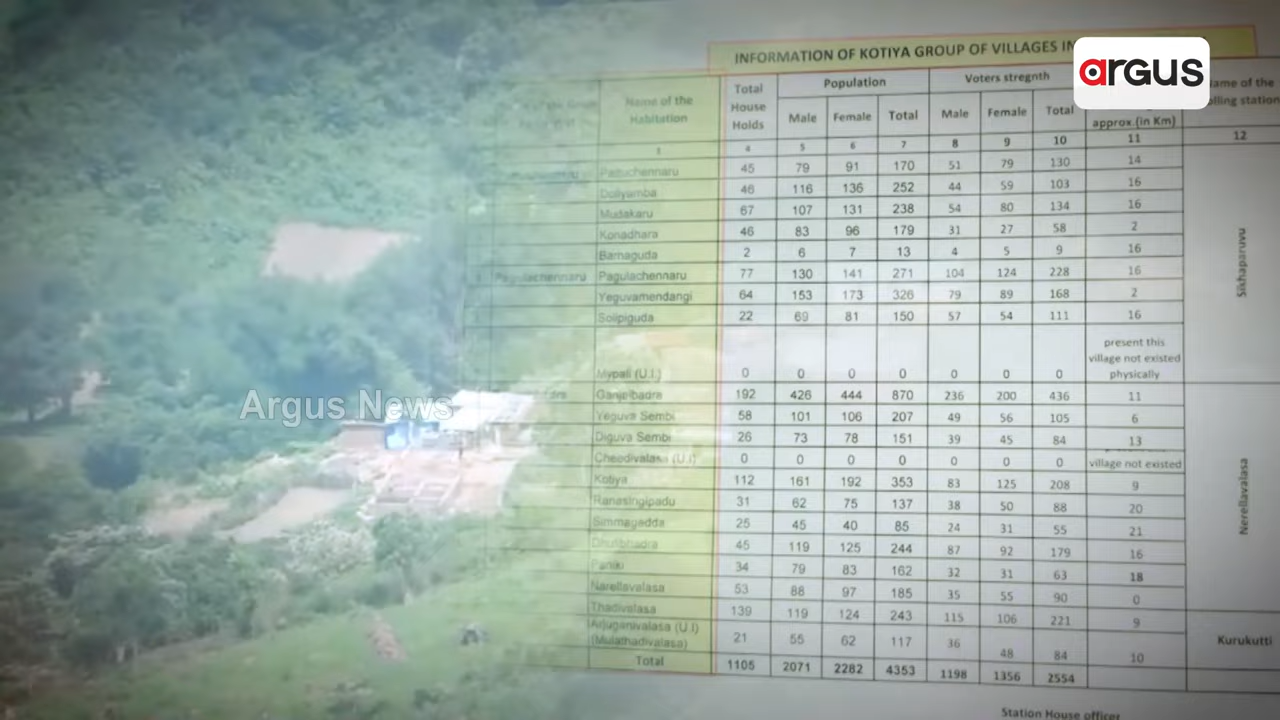 argus
INFORMATION OF KOTIYA GROUP OF VILLAGES IN
Name of the Habitation Total House Holds Population Voters stregnth approx.(in Km) ame of the olling station
Male Female Total Male Female Total
3 4 5 6 7 8 9 10 11 12
Pattuchennaru 45 79 91 170 51 79 130 14
Doliyamba 46 116 136 252 44 59 103 16
Mudakaru 67 107 131 238 54 80 134 16
Konadhara 46 83 96 179 31 27 58 2
Barnaguda 2 6 7 13 4 5 9 16
Pagulachennaru Pagulachennaru 77 130 141 271 104 124 228 16
Yeguvamendangi 64 153 173 326 79 89 168 2
Solipiguda 22 69 81 150 57 54 111 16
Sikhaparuvu
Mypali (U.I.) 0 0 0 0 0 0 0 present this village not existed physically
Ganjeibadra 192 426 444 870 236 200 436 11
Argus News
Yeguva Sembi 58 101 106 207 49 56 105 6
Diguva Sembi 26 73 78 151 39 45 84 13
Cheedivalasa (U.I) 0 0 0 0 0 0 0 village not existed
Kotiya 112 161 192 353 83 125 208 9
Ranasingipadu 31 62 75 137 38 50 88 20
Simmagadda 25 45 40 85 24 31 55 21
Nerellavalasa
Dhulibhadra 45 119 125 244 87 92 179 16
Paniki 34 79 83 162 32 31 63 18
Narellavalasa 53 88 97 185 35 55 90 0
Thadivalasa 139 119 124 243 115 106 221 9
Arjuganivalasa (U.I) (Mulathadivalasa) 21 55 62 117 36 48 84 10 Kurukutti
Total 1105 2071 2282 4353 1198 1356 2554
Station House officer